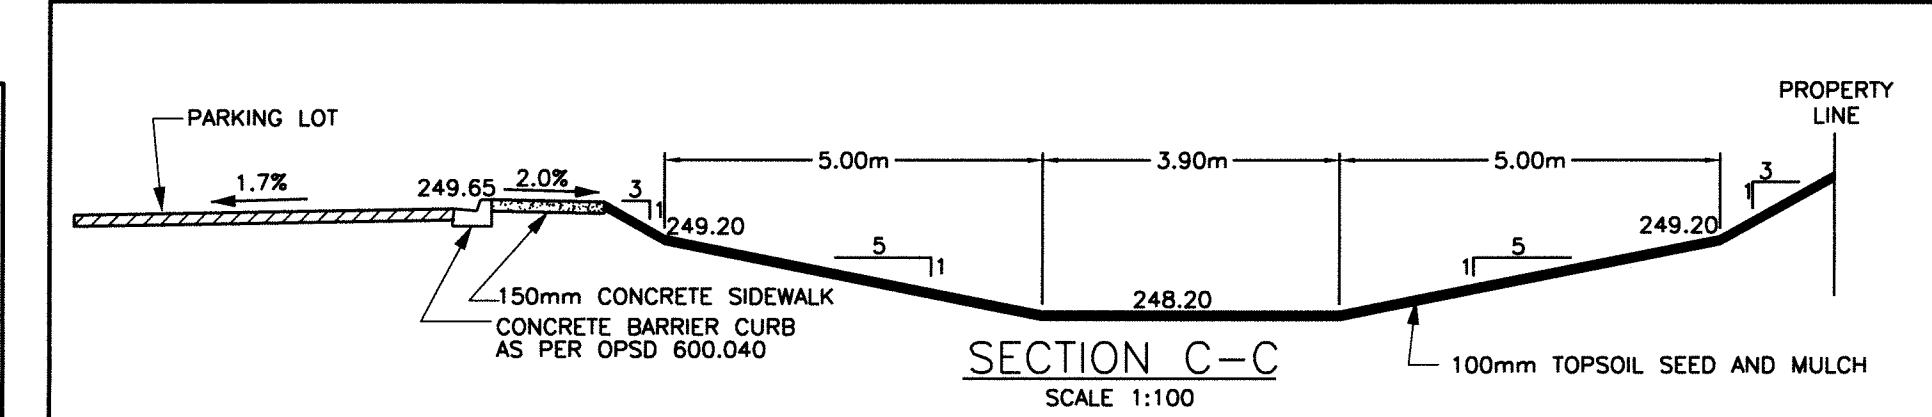 PROPERTY
LINE
PARKING LOT
5.00m
3.90m
5.00m
1.7%
249.65
2.0%
3
1
249.20
5
1
248.20
5
1
249.20
3
1
150mm CONCRETE SIDEWALK
CONCRETE BARRIER CURB
AS PER OPSD 600.040
SECTION C-C
SCALE 1:100
100mm TOPSOIL SEED AND MULCH